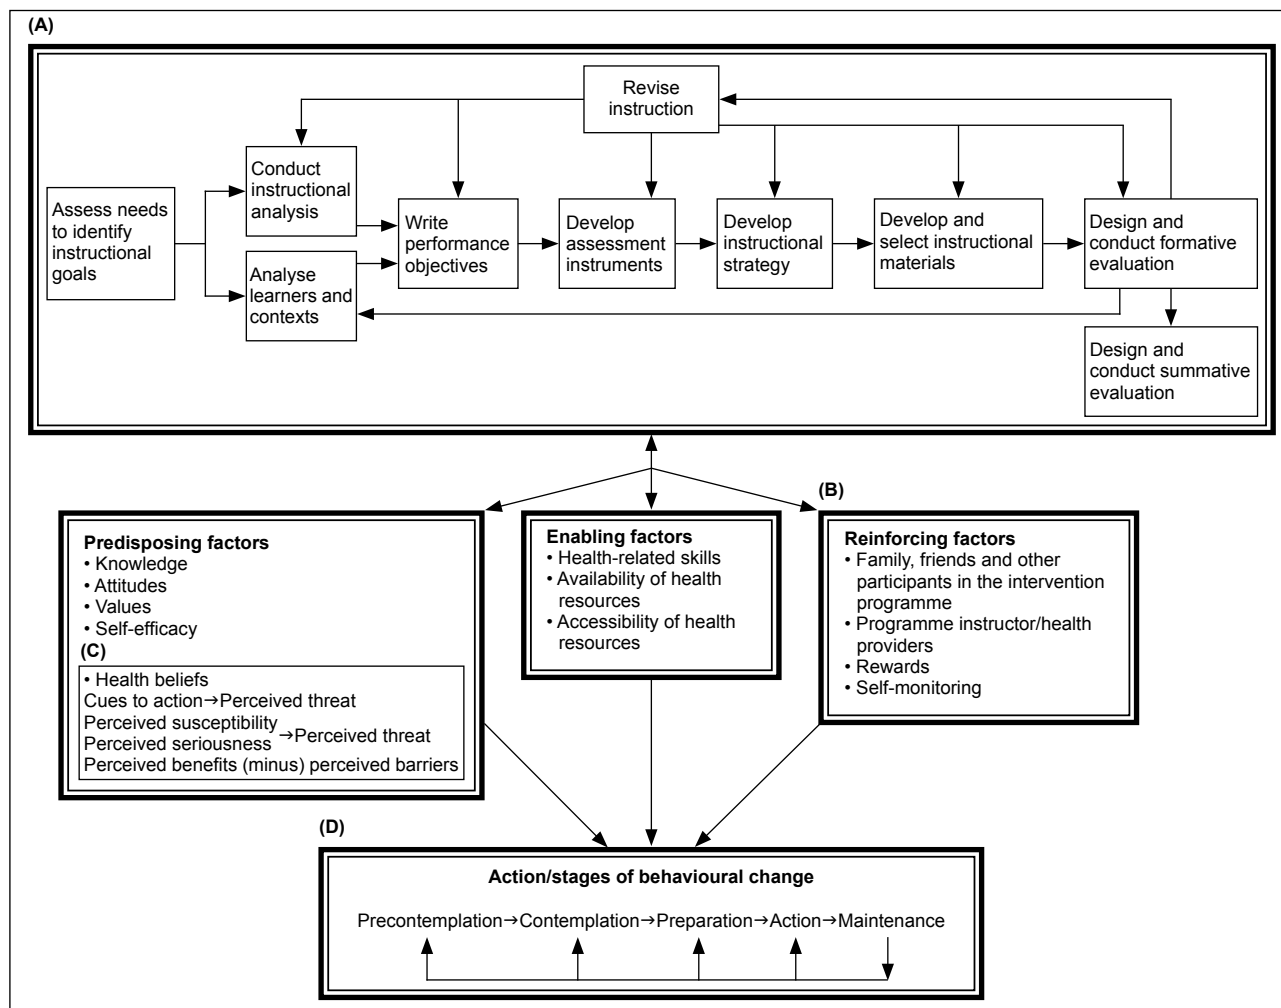 (A)
Revise
instruction
Conduct
instructional
analysis
Assess needs
to identify
instructional
goals
Write
performance
objectives
Develop
assessment
instruments
Develop
instructional
strategy
Develop and
select instructional
materials
Design and
conduct formative
evaluation
Analyse
learners and
contexts
Design and
conduct summative
evaluation
Predisposing factors
• Knowledge
• Attitudes
• Values
• Self-efficacy
(C)
• Health beliefs
Cues to action→Perceived threat
Perceived susceptibility
Perceived seriousness →Perceived threat
Perceived benefits (minus) perceived barriers
Enabling factors
• Health-related skills
• Availability of health
resources
• Accessibility of health
resources
(B)
Reinforcing factors
• Family, friends and other
participants in the intervention
programme
• Programme instructor/health
providers
• Rewards
• Self-monitoring
(D)
Action/stages of behavioural change
Precontemplation→Contemplation→Preparation→Action→Maintenance